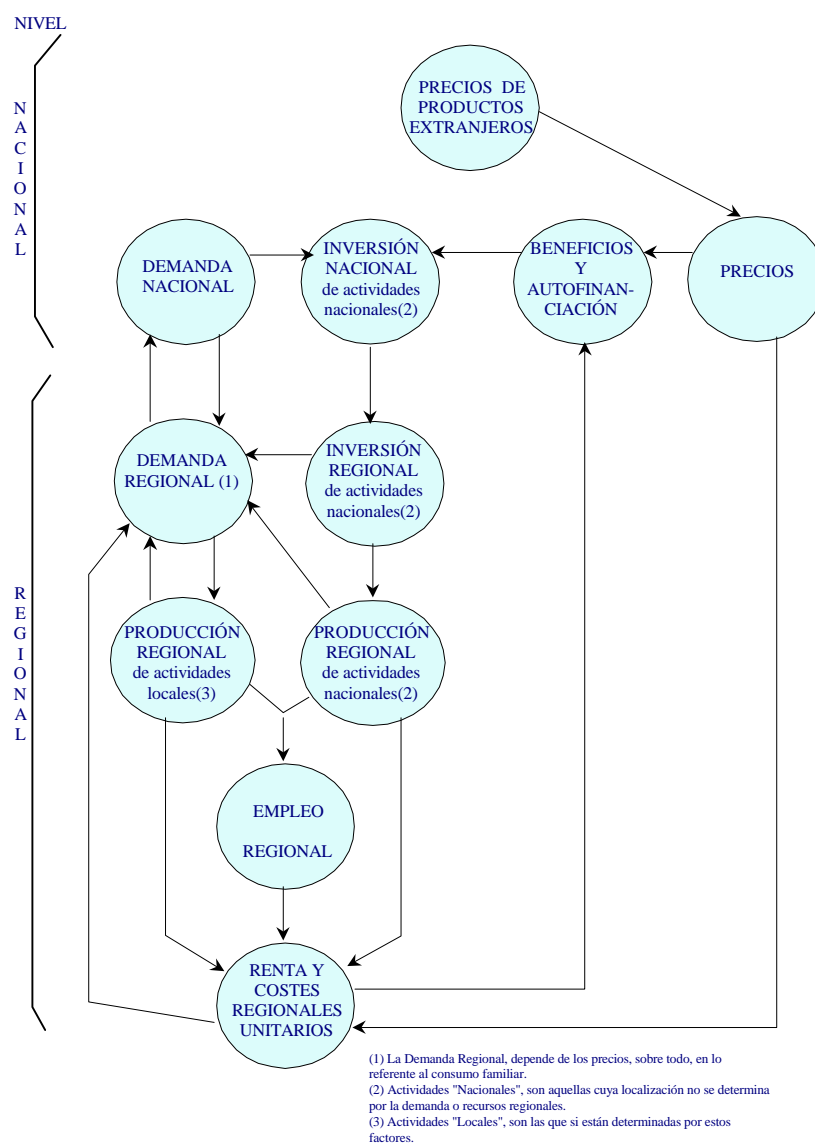 NIVEL
NACIONAL
PRECIOS DE
PRODUCTOS
EXTRANJEROS
DEMANDA
NACIONAL
INVERSIÓN
NACIONAL
de actividades
nacionales(2)
BENEFICIOS
Y
AUTOFINAN-
CIACIÓN
PRECIOS
REGIONAL
DEMANDA
REGIONAL (1)
INVERSIÓN
REGIONAL
de actividades
nacionales(2)
PRODUCCIÓN
REGIONAL
de actividades
locales(3)
PRODUCCIÓN
REGIONAL
de actividades
nacionales(2)
EMPLEO
REGIONAL
RENTA Y
COSTES
REGIONALES
UNITARIOS
(1) La Demanda Regional, depende de los precios, sobre todo, en lo
referente al consumo familiar.
(2) Actividades "Nacionales", son aquellas cuya localización no se determina
por la demanda o recursos regionales.
(3) Actividades "Locales", son las que si están determinadas por estos
factores.